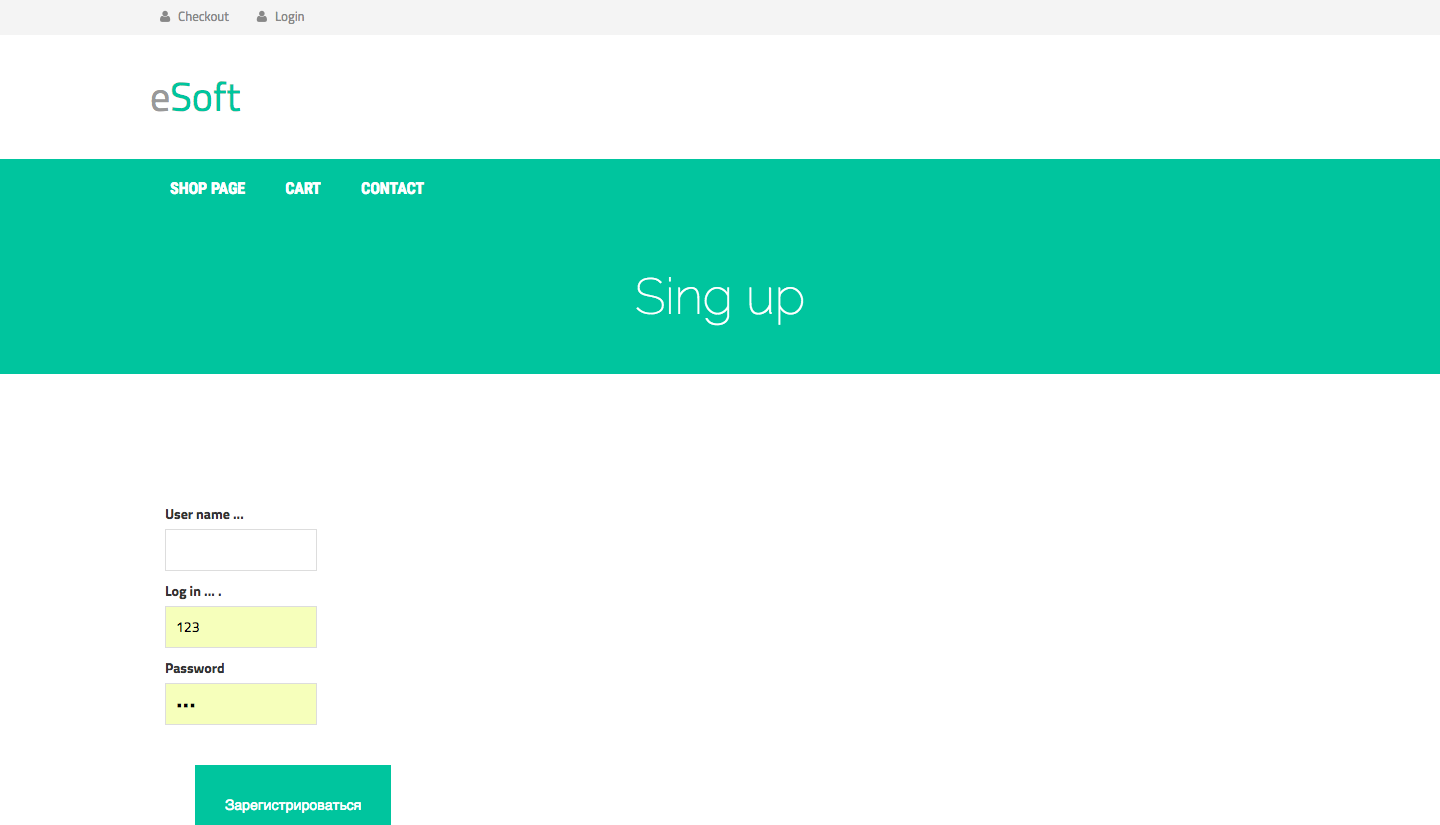 Checkout Login
eSoft
SHOP PAGE CART CONTACT
Sing up
User name ...
Log in ... .
123
Password
•••
Зарегистрироваться